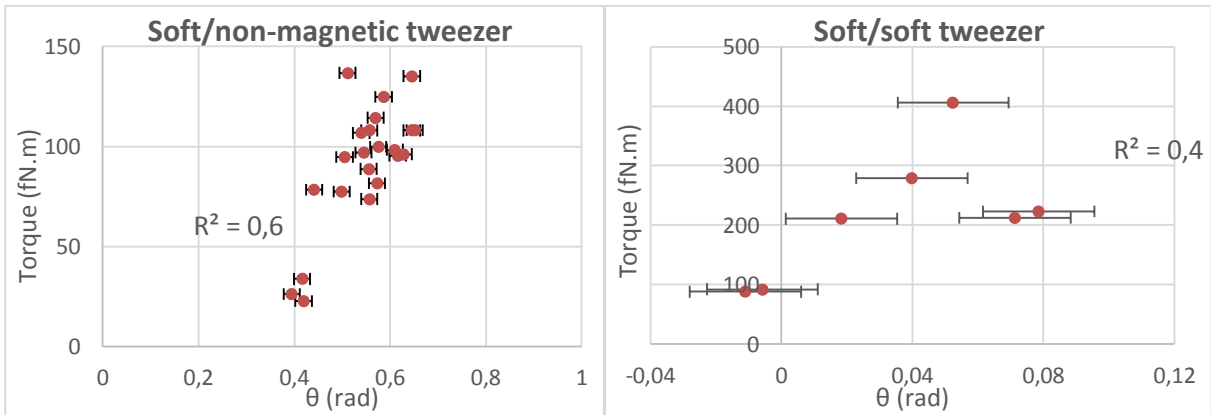 Soft/non-magnetic tweezer
150
100
50
0
Torque (fN.m)
R² = 0,6
0
0,2
0,4
0,6
0,8
1
θ (rad)
Soft/soft tweezer
500
400
300
200
100
0
Torque (fN.m)
R² = 0,4
-0,04
0
0,04
0,08
0,12
θ (rad)